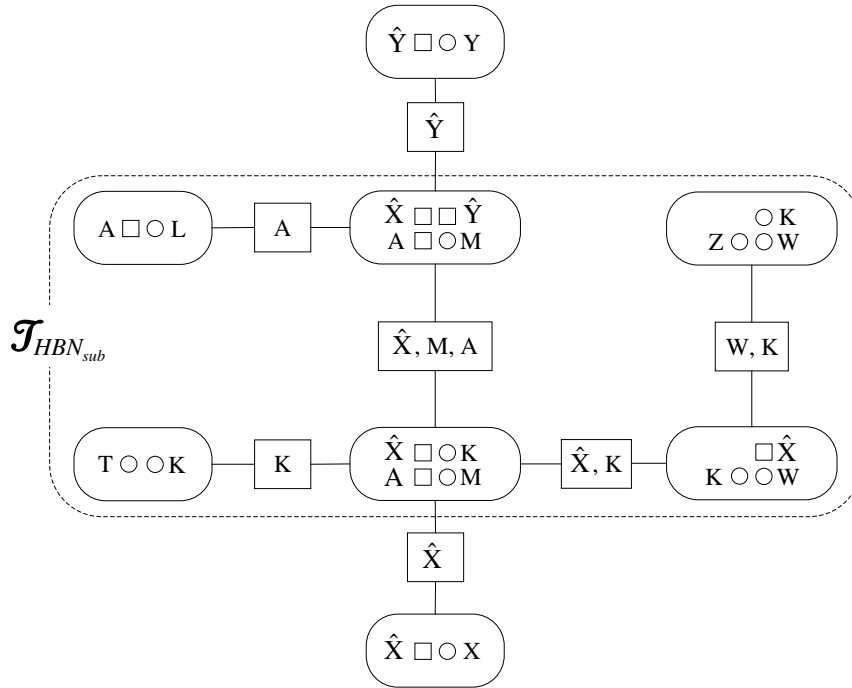 Ŷ □ ○ Y
Ŷ
A □ ○ L
A
X̂ □ □ Ŷ
A □ ○ M
○ K
Z ○ ○ W
𝒯HBNsub
X̂, M, A
W, K
T ○ ○ K
K
X̂ □ ○ K
A □ ○ M
X̂, K
□ X̂
K ○ ○ W
X̂
X̂ □ ○ X